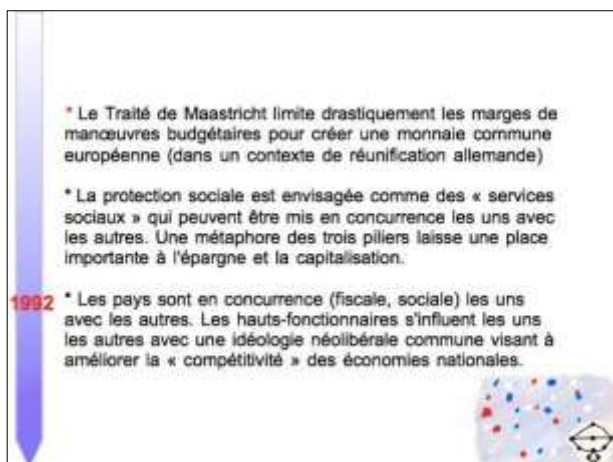 * Le Traité de Maastricht limite drastiquement les marges de
manœuvres budgétaires pour créer une monnaie commune
européenne (dans un contexte de réunification allemande)
* La protection sociale est envisagée comme des « services
sociaux » qui peuvent être mis en concurrence les uns avec
les autres. Une métaphore des trois piliers laisse une place
importante à l'épargne et la capitalisation.
1992
* Les pays sont en concurrence (fiscale, sociale) les uns
avec les autres. Les hauts-fonctionnaires s'influent les uns
les autres avec une idéologie néolibérale commune visant à
améliorer la « compétitivité » des économies nationales.